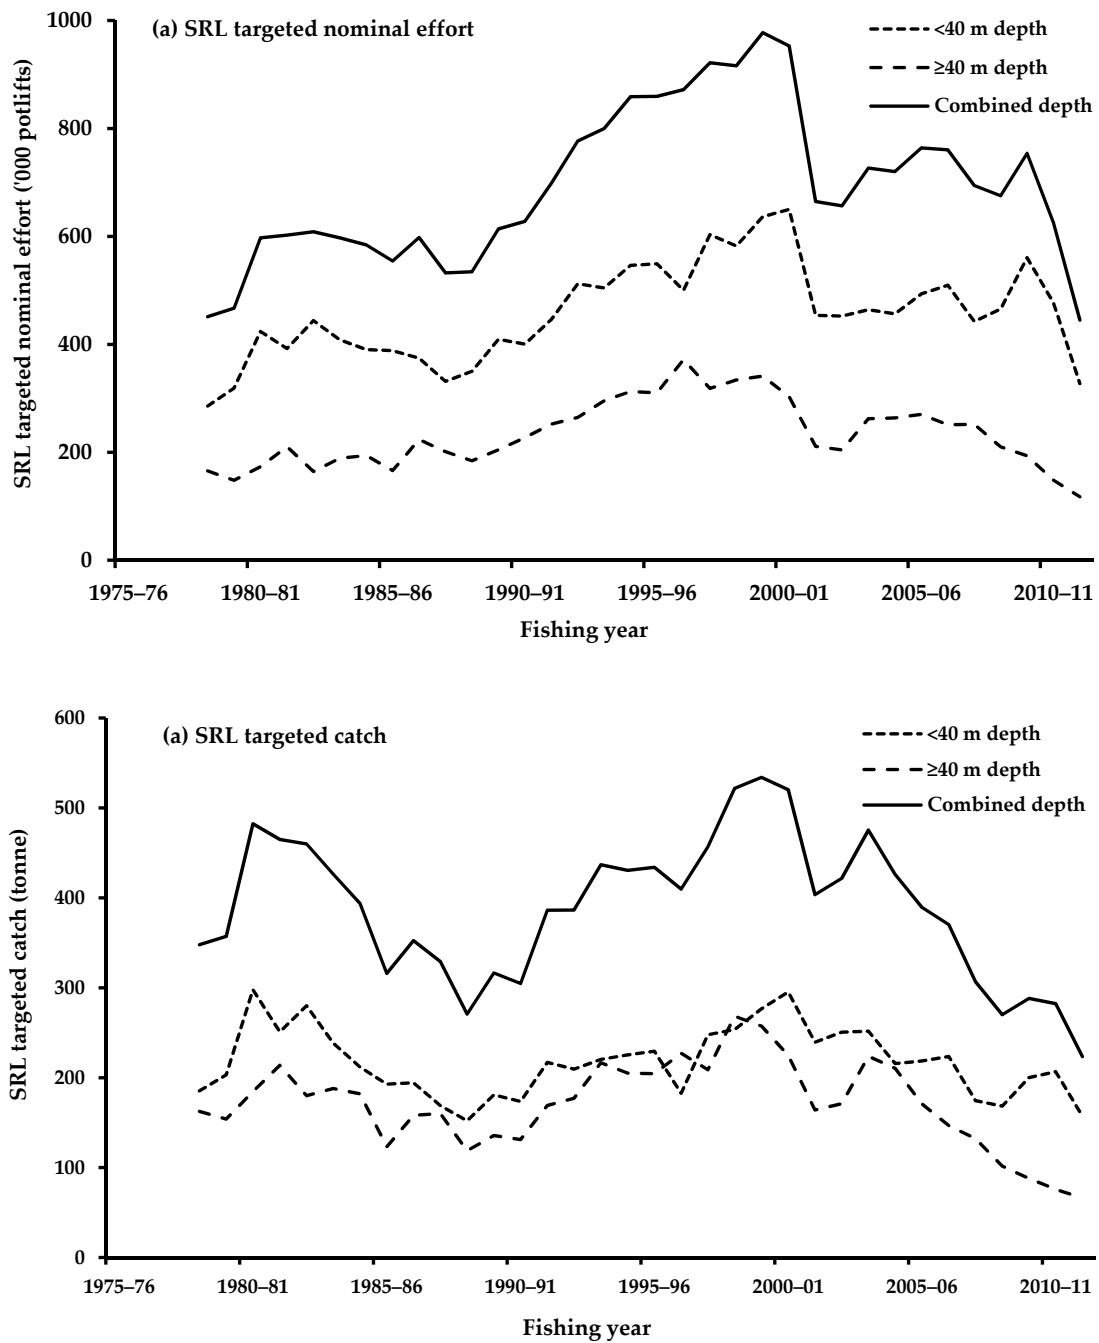 (a) SRL targeted nominal effort
<40 m depth
≥40 m depth
Combined depth
SRL targeted nominal effort ('000 potlifts)
1000
800
600
400
200
0
1975–76 1980–81 1985–86 1990–91 1995–96 2000–01 2005–06 2010–11
Fishing year
(a) SRL targeted catch
<40 m depth
≥40 m depth
Combined depth
SRL targeted catch (tonne)
600
500
400
300
200
100
0
1975–76 1980–81 1985–86 1990–91 1995–96 2000–01 2005–06 2010–11
Fishing year